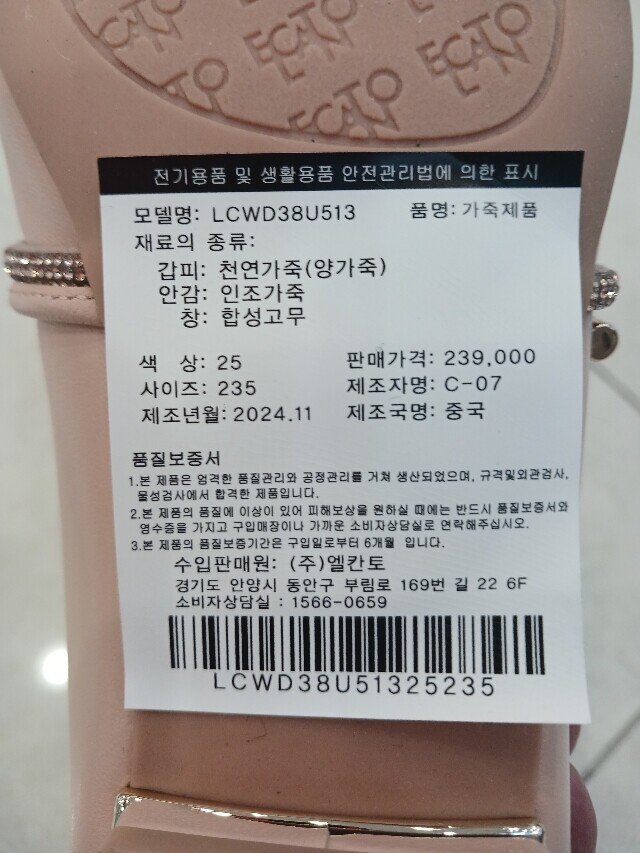 ELCANTO
ELCANTO
ELCANTO
ELCANTO
전기용품 및 생활용품 안전관리법에 의한 표시
모델명: LCWD38U513 품명: 가죽제품
재료의 종류:
갑피: 천연가죽(양가죽)
안감: 인조가죽
창: 합성고무
색 상: 25 판매가격: 239,000
사이즈: 235 제조자명: C-07
제조년월: 2024.11 제조국명: 중국
품질보증서
1.본 제품은 엄격한 품질관리와 공정관리를 거쳐 생산되었으며, 규격및외관검사,
물성검사에서 합격한 제품입니다.
2.본 제품의 품질에 이상이 있어 피해보상을 원하실 때에는 반드시 품질보증서와
영수증을 가지고 구입매장이나 가까운 소비자상담실로 연락해주십시오.
3.본 제품의 품질보증기간은 구입일로부터 6개월 입니다.
수입판매원: (주)엘칸토
경기도 안양시 동안구 부림로 169번 길 22 6F
소비자상담실 : 1566-0659
LCWD38U51325235